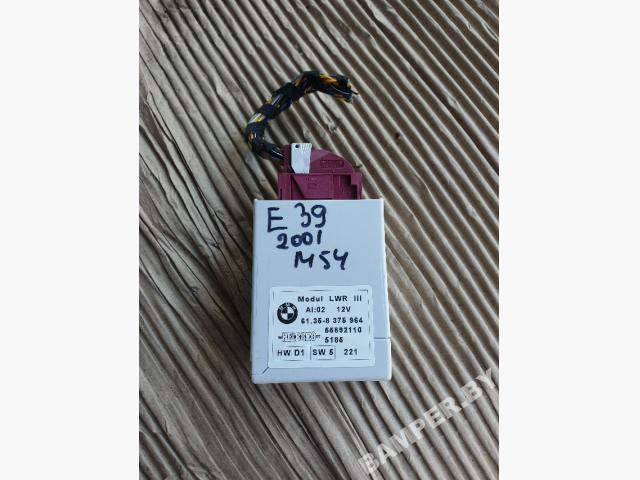 E 39
2001
M54
Modul LWR III
AI:02 12V
61.35-8 375 964
55892110
5185
HW D1 SW 5 221
BAMPER.BY